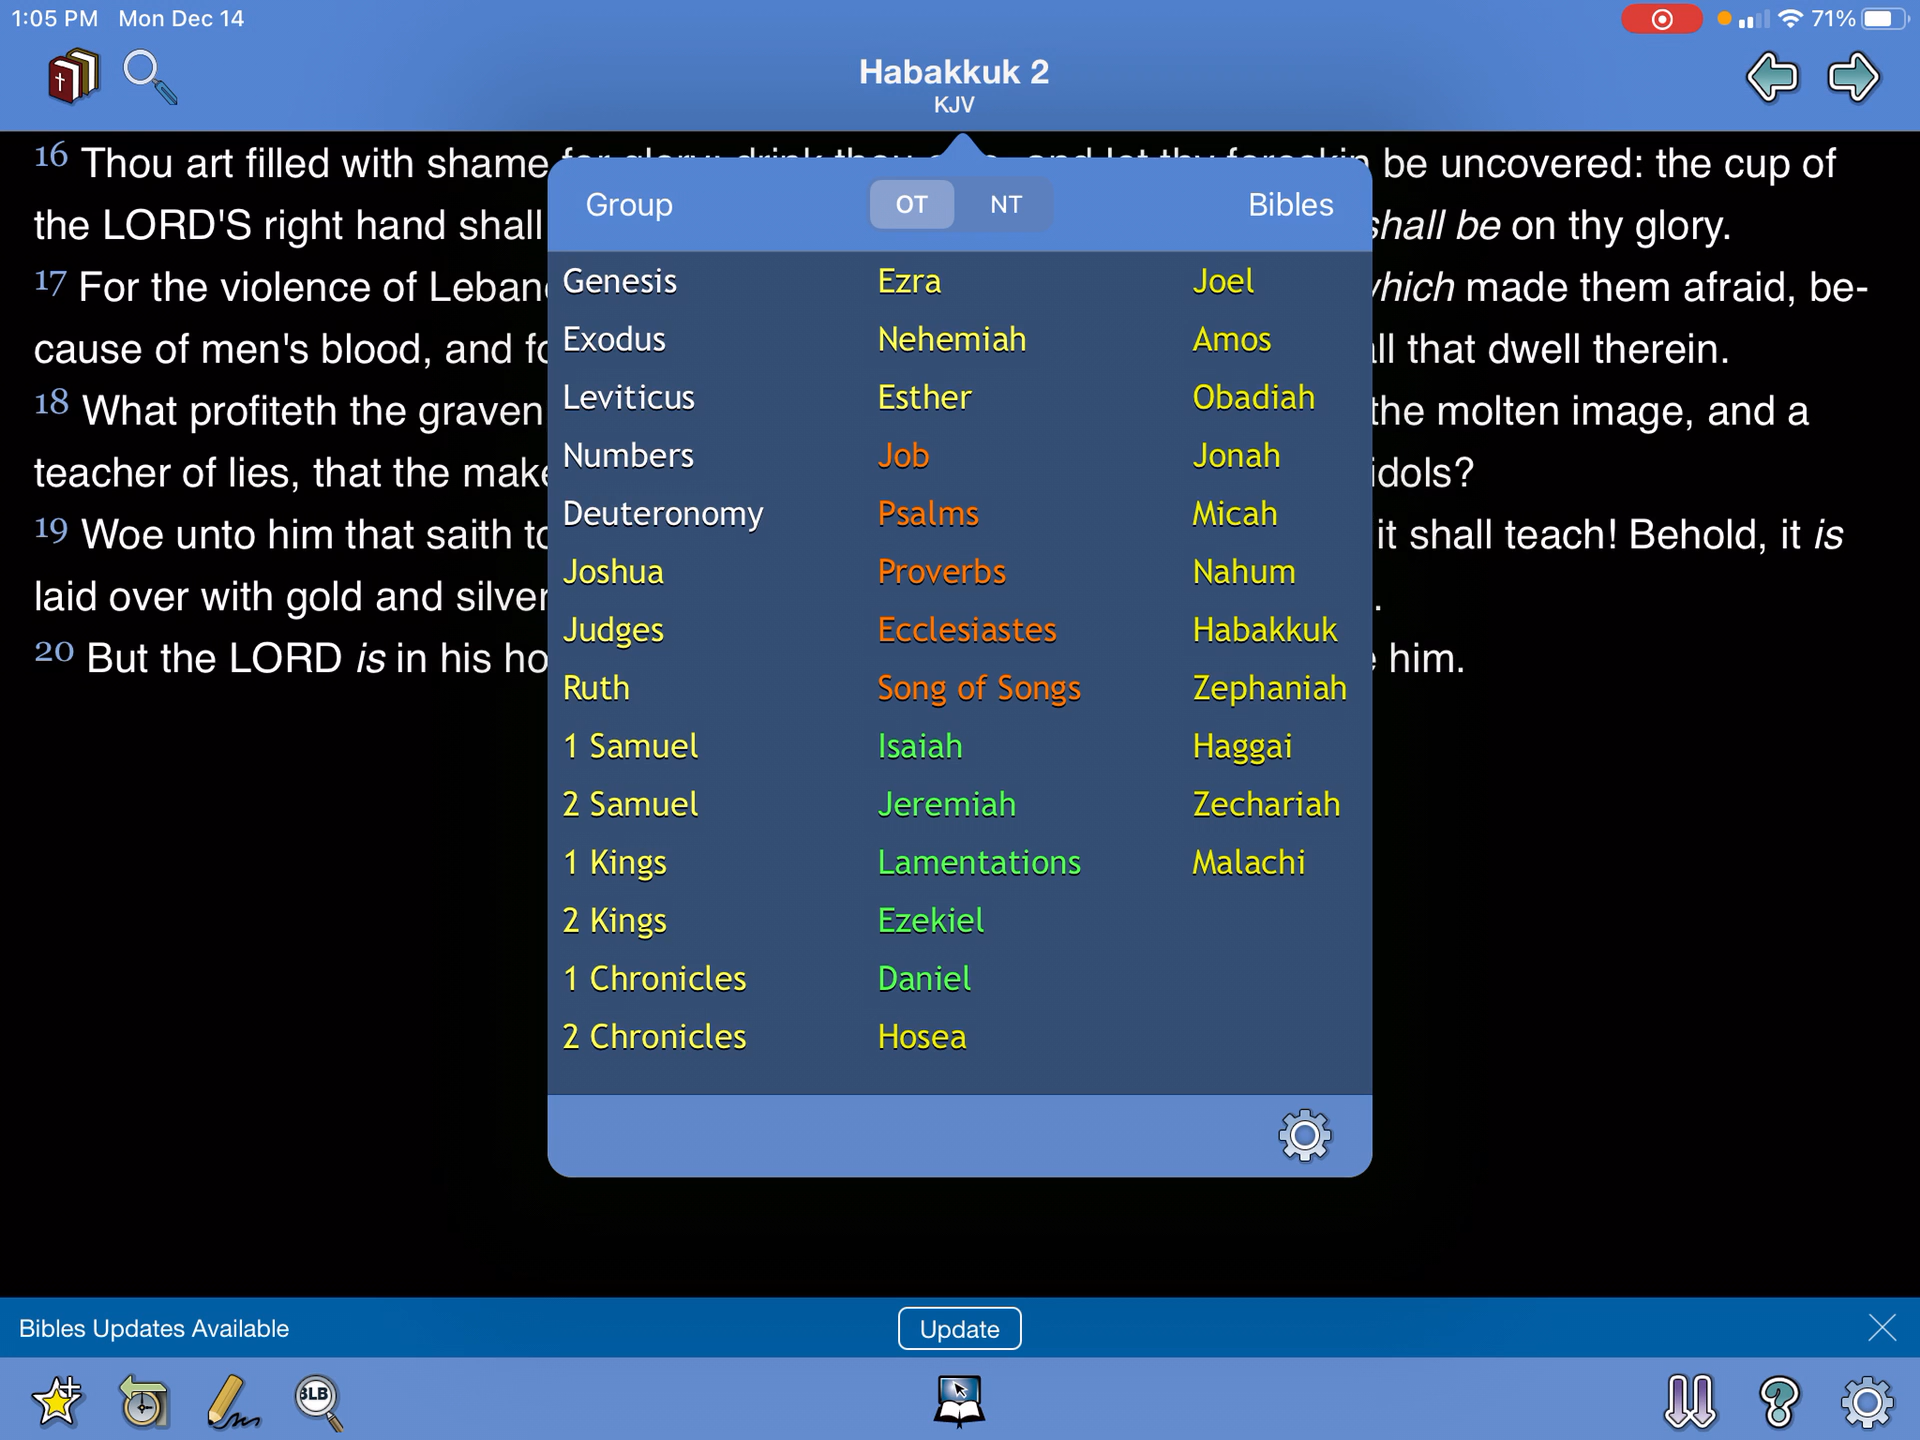 1:05 PM Mon Dec 14
71%
Habakkuk 2
KJV
16 Thou art filled with shame be uncovered: the cup of
the LORD'S right hand shall shall be on thy glory.
17 For the violence of which made them afraid, be-
cause of men's blood, and that dwell therein.
18 What profiteth the graven the molten image, and a
teacher of lies, that the idols?
19 Woe unto him that saith it shall teach! Behold, it is
laid over with gold and silver .
20 But the LORD is in his him.
Group OT NT Bibles
Genesis Ezra Joel
Exodus Nehemiah Amos
Leviticus Esther Obadiah
Numbers Job Jonah
Deuteronomy Psalms Micah
Joshua Proverbs Nahum
Judges Ecclesiastes Habakkuk
Ruth Song of Songs Zephaniah
1 Samuel Isaiah Haggai
2 Samuel Jeremiah Zechariah
1 Kings Lamentations Malachi
2 Kings Ezekiel
1 Chronicles Daniel
2 Chronicles Hosea
Bibles Updates Available Update
BLB